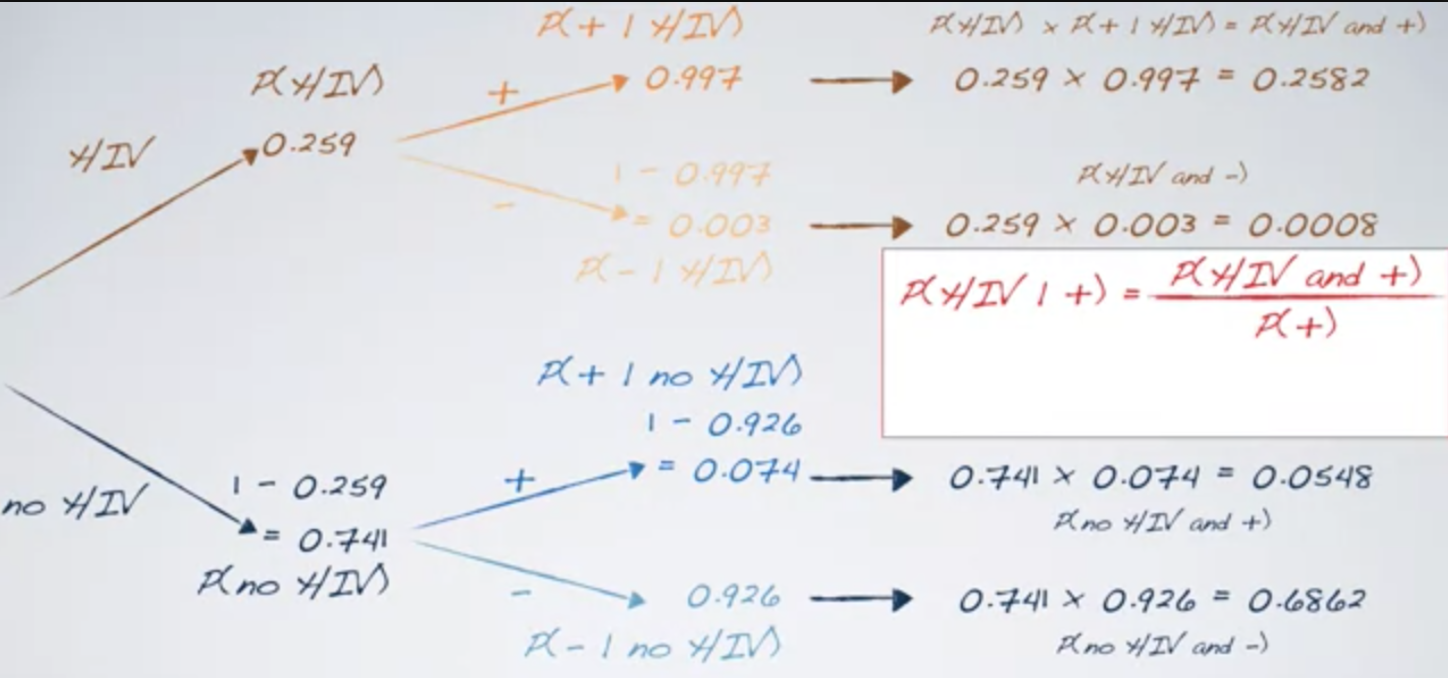 P(+ | HIV)
P(HIV) × P(+ | HIV) = P(HIV and +)
P(HIV)
+
0.997
0.259 × 0.997 = 0.2582
HIV
0.259
1 - 0.997
P(HIV and -)
-
= 0.003
0.259 × 0.003 = 0.0008
P(- | HIV)
P(HIV | +) = P(HIV and +)
P(+)
P(+ | no HIV)
1 - 0.926
+
= 0.074
0.741 × 0.074 = 0.0548
P(no HIV and +)
no HIV
1 - 0.259
= 0.741
P(no HIV)
-
0.926
0.741 × 0.926 = 0.6862
P(- | no HIV)
P(no HIV and -)